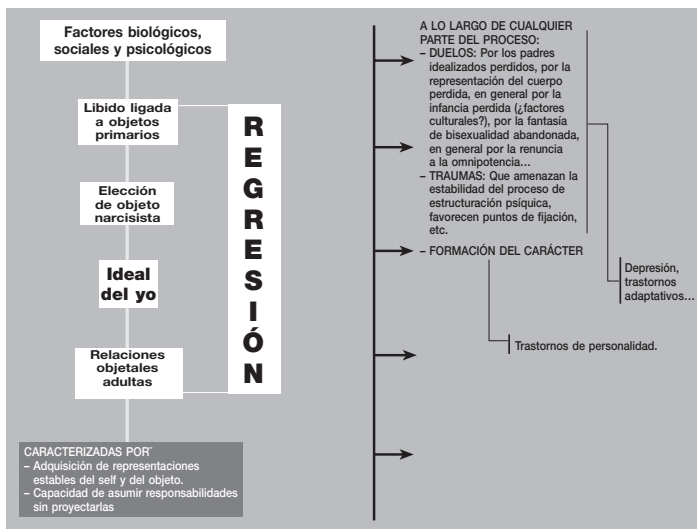 Factores biológicos,
sociales y psicológicos
Libido ligada
a objetos
primarios
Elección
de objeto
narcisista
Ideal
del yo
Relaciones
objetales
adultas
REGRESIÓN
CARACTERIZADAS POR¨
– Adquisición de representaciones
estables del self y del objeto.
– Capacidad de asumir responsabilidades
sin proyectarlas
A LO LARGO DE CUALQUIER
PARTE DEL PROCESO:
– DUELOS: Por los padres
idealizados perdidos, por la
representación del cuerpo
perdida, en general por la
infancia perdida (¿factores
culturales?), por la fantasía
de bisexualidad abandonada,
en general por la renuncia
a la omnipotencia...
– TRAUMAS: Que amenazan la
estabilidad del proceso de
estructuración psíquica,
favorecen puntos de fijación,
etc.
– FORMACIÓN DEL CARÁCTER
Depresión,
trastornos
adaptativos...
Trastornos de personalidad.